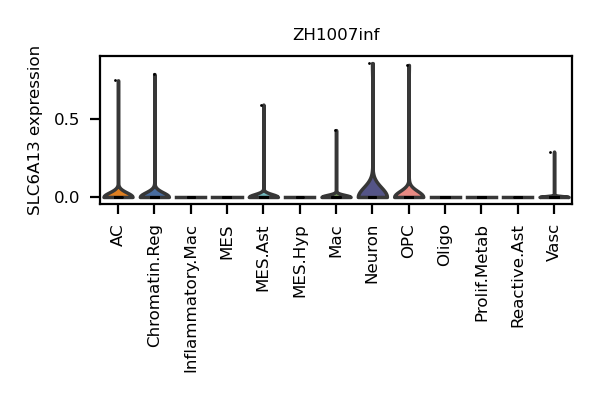 ZH1007inf
SLC6A13 expression
0.5
0.0
AC
Chromatin.Reg
Inflammatory.Mac
MES
MES.Ast
MES.Hyp
Mac
Neuron
OPC
Oligo
Prolif.Metab
Reactive.Ast
Vasc